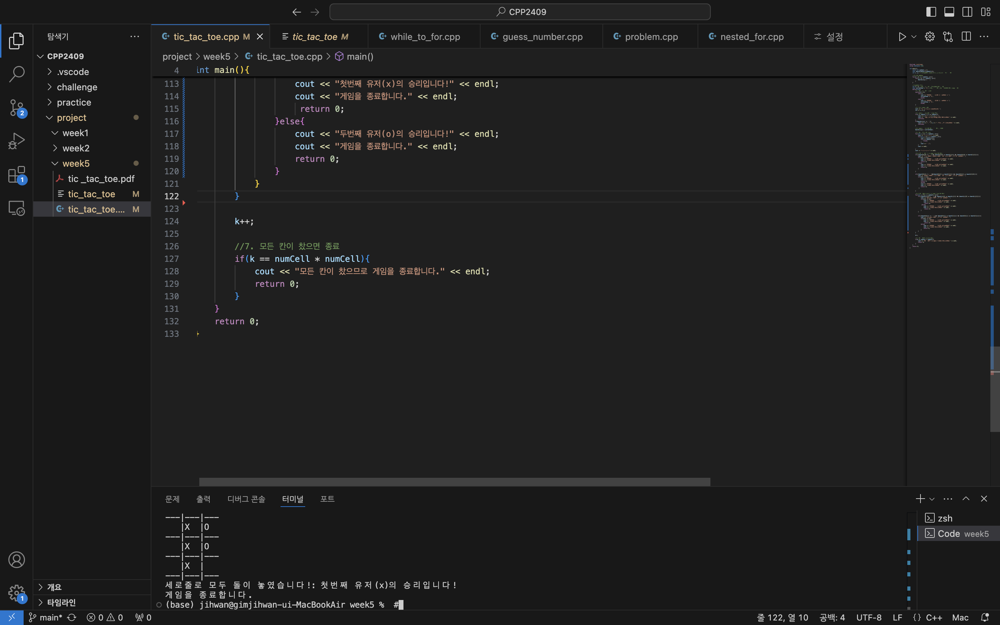 CPP2409
탐색기
tic_tac_toe.cpp M
tic_tac_toe M
while_to_for.cpp
guess_number.cpp
problem.cpp
nested_for.cpp
설정
CPP2409
.vscode
challenge
practice
project
week1
week2
week5
tic _tac_toe.pdf
tic_tac_toe M
tic_tac_toe.... M
2
1
1
project > week5 > tic_tac_toe.cpp > main()
4 int main(){
113 cout << "첫번째 유저(x)의 승리입니다!" << endl;
114 cout << "게임을 종료합니다." << endl;
115 return 0;
116 }else{
117 cout << "두번째 유저(o)의 승리입니다!" << endl;
118 cout << "게임을 종료합니다." << endl;
119 return 0;
120 }
121 }
122 }
123
124 k++;
125
126 //7. 모든 칸이 찼으면 종료
127 if(k == numCell * numCell){
128 cout << "모든 칸이 찼으므로 게임을 종료합니다." << endl;
129 return 0;
130 }
131 }
132 return 0;
133 }
개요
타임라인
문제 출력 디버그 콘솔 터미널 포트
---|---|---
   |X  |O
---|---|---
   |X  |O
---|---|---
   |X  |
---|---|---
세로줄로 모두 돌이 놓였습니다!: 첫번째 유저(x)의 승리입니다!
게임을 종료합니다.
(base) jihwan@gimjihwan-ui-MacBookAir week5 % #
zsh
Code week5
main* 0 0 0
줄 122, 열 10 공백: 4 UTF-8 LF {} C++ Mac